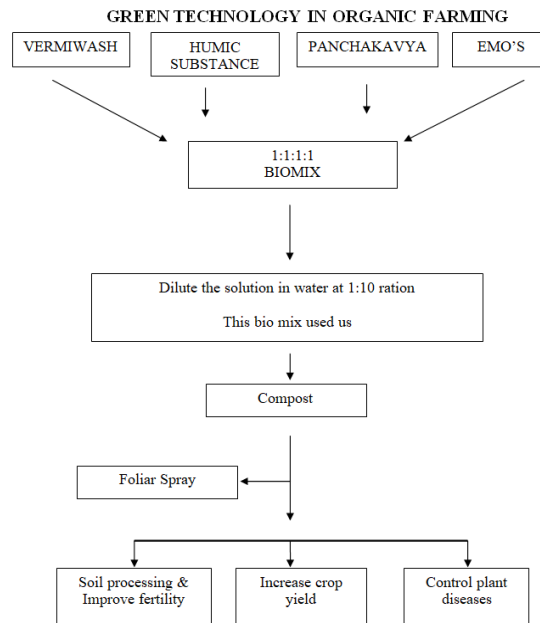 GREEN TECHNOLOGY IN ORGANIC FARMING
VERMIWASH
HUMIC
SUBSTANCE
PANCHAKAVYA
EMO'S
1:1:1:1
BIOMIX
Dilute the solution in water at 1:10 ration
This bio mix used us
Compost
Foliar Spray
Soil processing &
Improve fertility
Increase crop
yield
Control plant
diseases